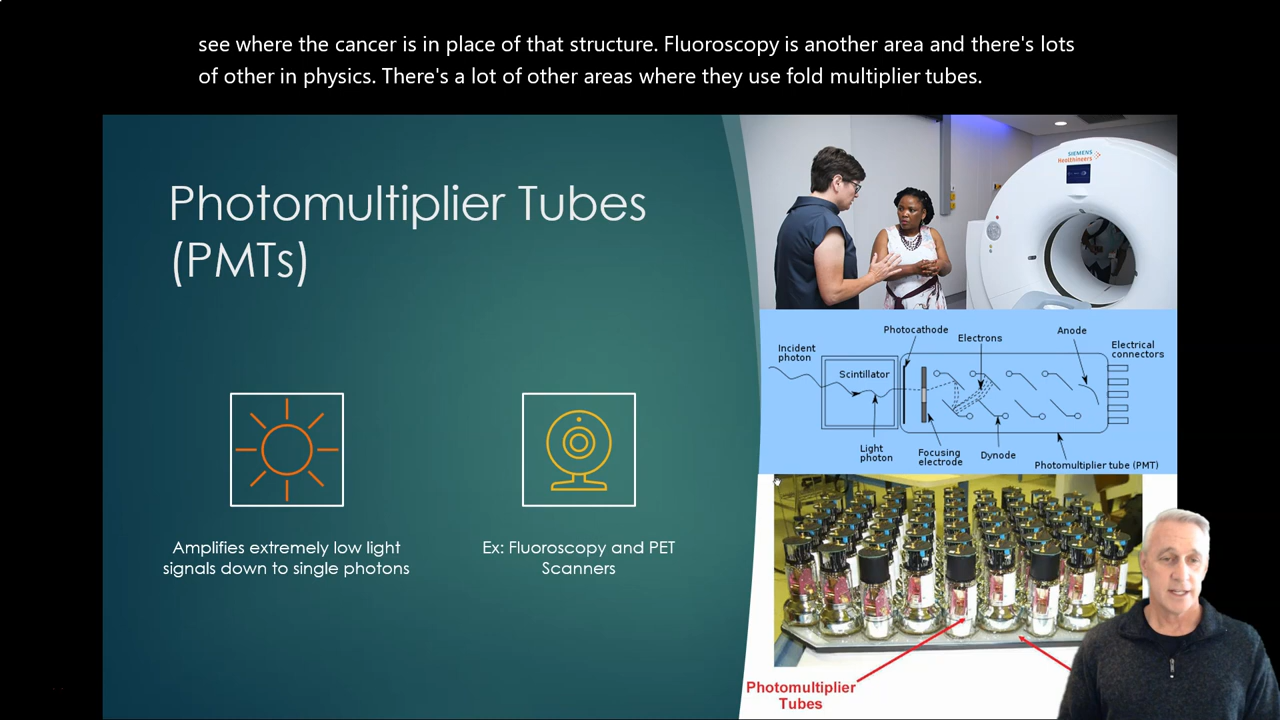 see where the cancer is in place of that structure. Fluoroscopy is another area and there's lots
of other in physics. There's a lot of other areas where they use fold multiplier tubes.
Photomultiplier Tubes
(PMTs)
Amplifies extremely low light
signals down to single photons
Ex: Fluoroscopy and PET
Scanners
SIEMENS
Healthineers
Incident
photon
Photocathode
Electrons
Anode
Electrical
connectors
Scintillator
Light
photon
Focusing
electrode
Dynode
Photomultiplier tube (PMT)
Photomultiplier
Tubes